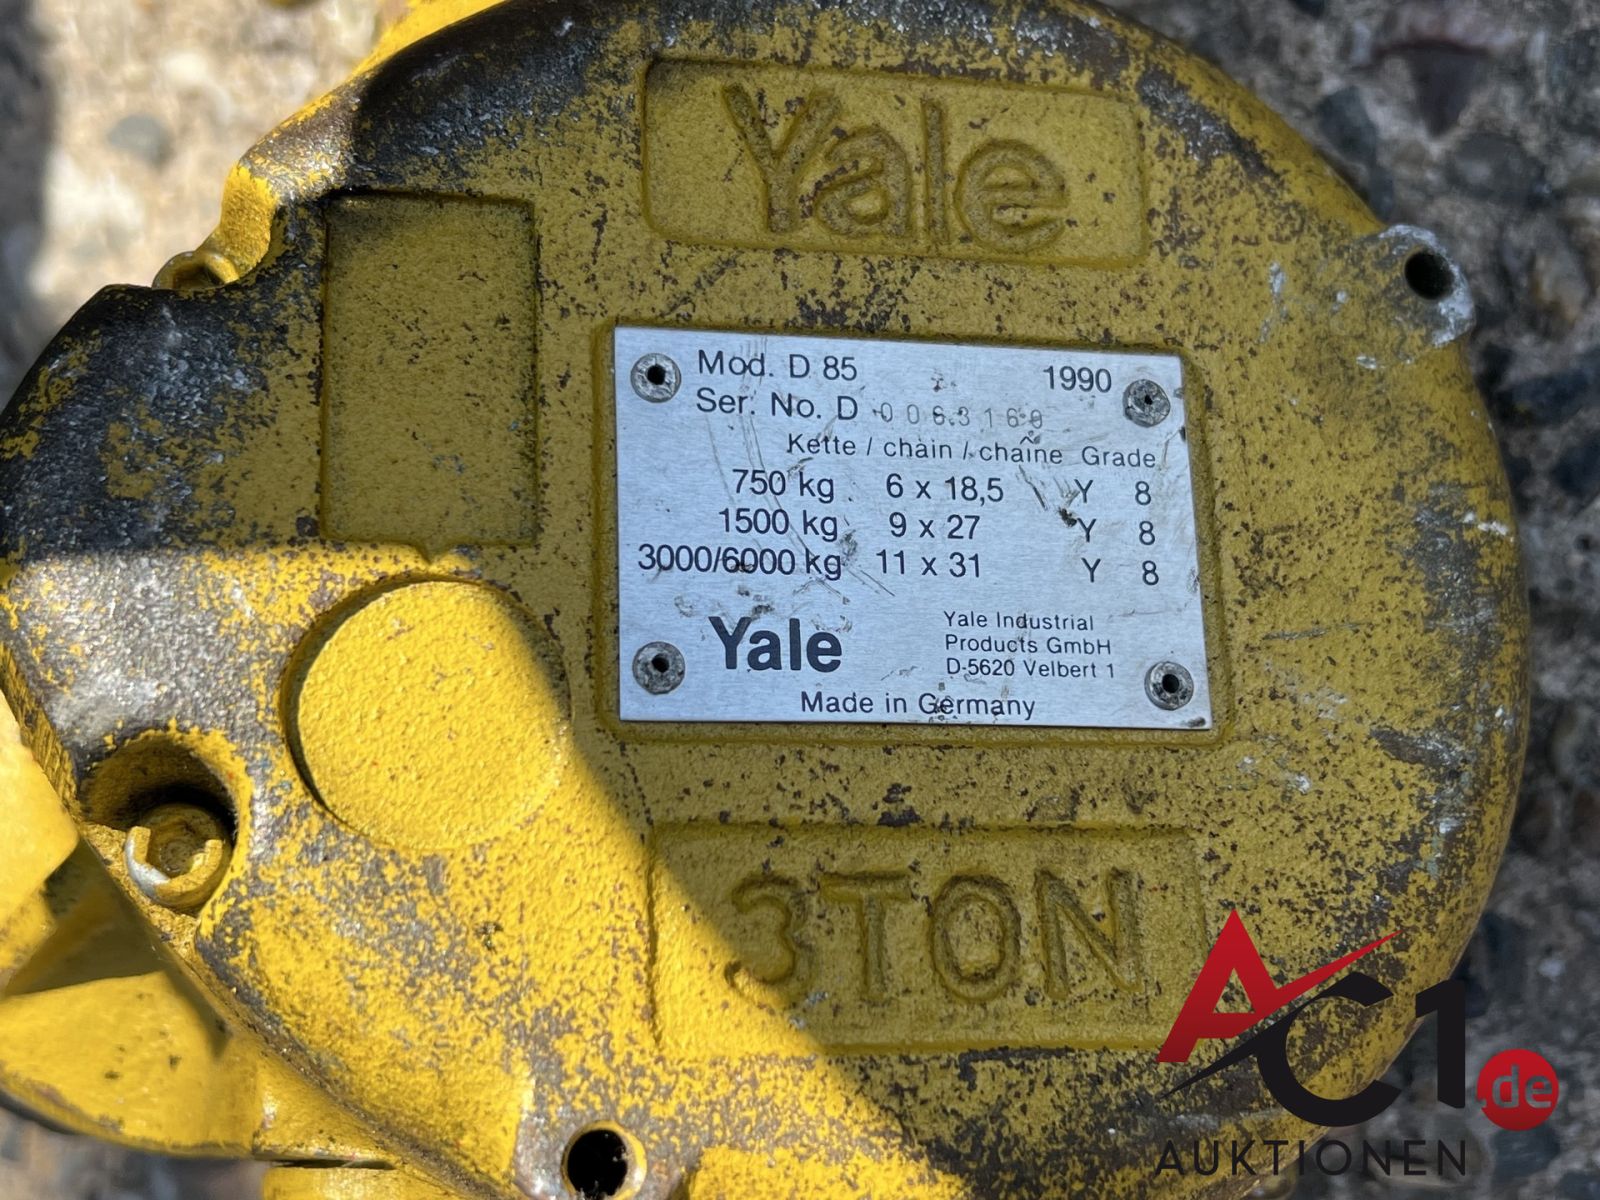 Yale
Mod. D 85 1990
Ser. No. D
Kette / chain / chaîne Grade
750 kg 6 x 18,5 Y 8
1500 kg 9 x 27 Y 8
3000/6000 kg 11 x 31 Y 8
Yale
Yale Industrial
Products GmbH
D-5620 Velbert 1
Made in Germany
3TON
AC1.de
AUKTIONEN